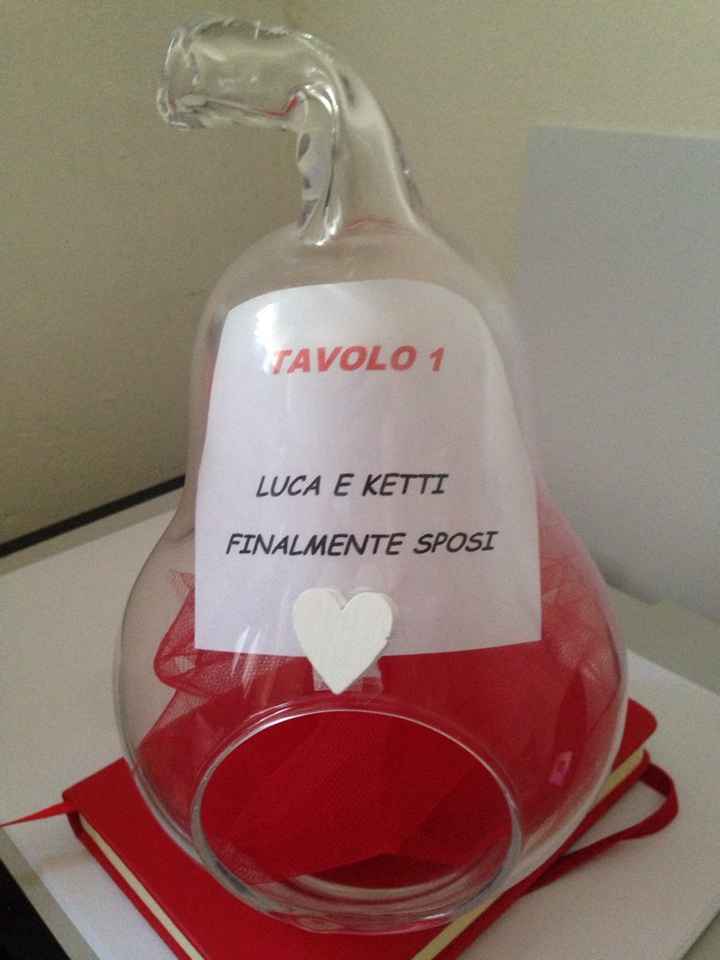 TAVOLO 1
LUCA E KETTI
FINALMENTE SPOSI